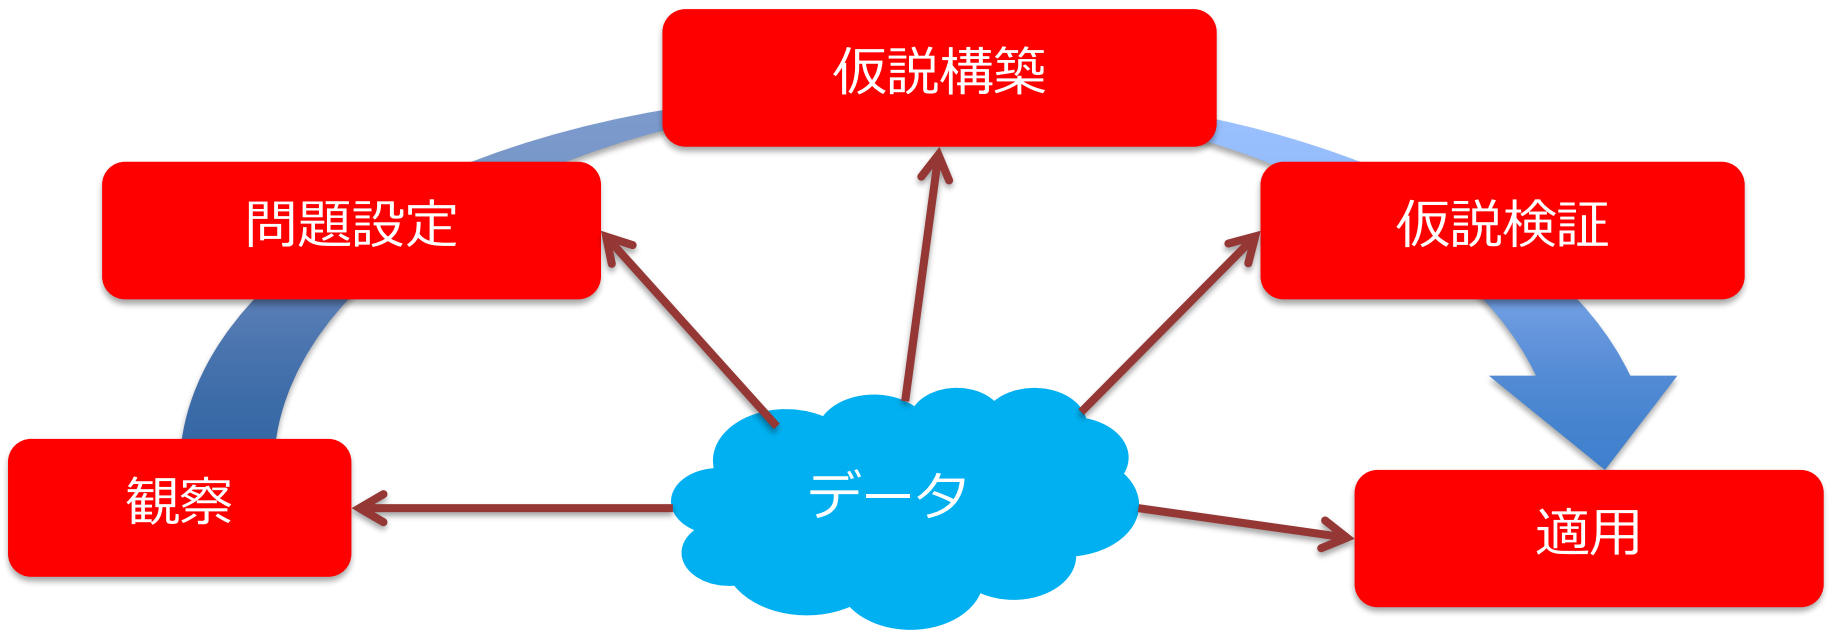 仮説構築
問題設定
仮説検証
観察
データ
適用